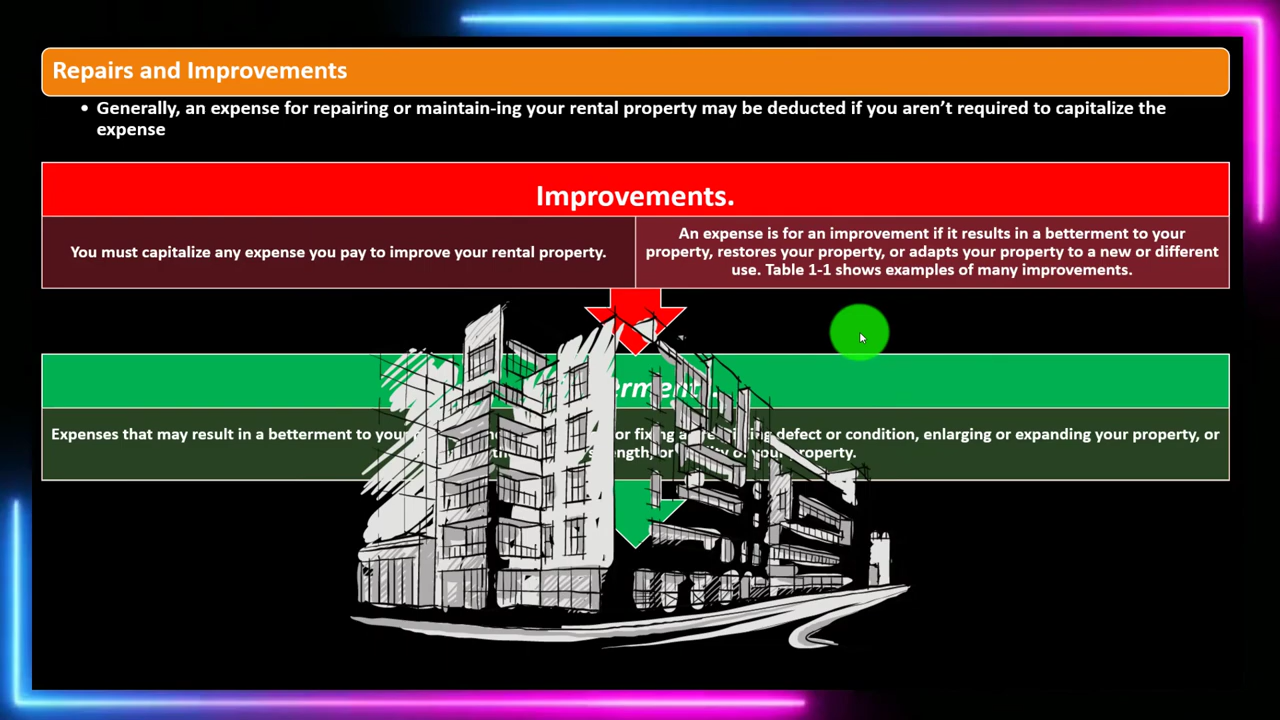 Repairs and Improvements
• Generally, an expense for repairing or maintain-ing your rental property may be deducted if you aren’t required to capitalize the
expense
Improvements.
You must capitalize any expense you pay to improve your rental property.
An expense is for an improvement if it results in a betterment to your
property, restores your property, or adapts your property to a new or different
use. Table 1-1 shows examples of many improvements.
Expenses that may result in a betterment to your or fixing a defect or condition, enlarging or expanding your property, or
your property.